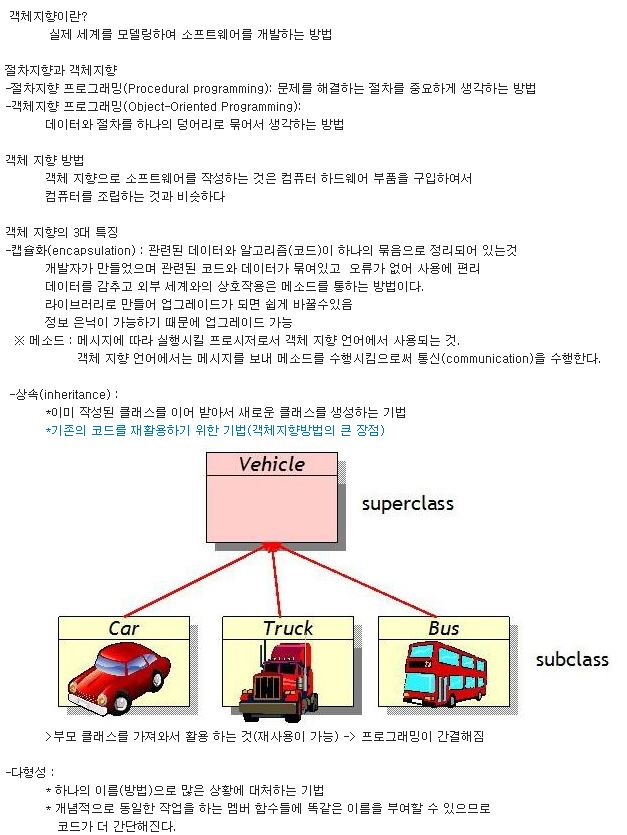 객체지향이란?
실제 세계를 모델링하여 소프트웨어를 개발하는 방법
절차지향과 객체지향
-절차지향 프로그래밍(Procedural programming): 문제를 해결하는 절차를 중요하게 생각하는 방법
-객체지향 프로그래밍(Object-Oriented Programming):
데이터와 절차를 하나의 덩어리로 묶어서 생각하는 방법
객체 지향 방법
객체 지향으로 소프트웨어를 작성하는 것은 컴퓨터 하드웨어 부품을 구입하여서
컴퓨터를 조립하는 것과 비슷하다
객체 지향의 3대 특징
-캡슐화(encapsulation) : 관련된 데이터와 알고리즘(코드)이 하나의 묶음으로 정리되어 있는것
개발자가 만들었으며 관련된 코드와 데이터가 묶여있고 오류가 없어 사용에 편리
데이터를 감추고 외부 세계와의 상호작용은 메소드를 통하는 방법이다.
라이브러리로 만들어 업그레이드가 되면 쉽게 바꿀수있음
정보 은닉이 가능하기 때문에 업그레이드 가능
※ 메소드 : 메시지에 따라 실행시킬 프로시저로서 객체 지향 언어에서 사용되는 것.
객체 지향 언어에서는 메시지를 보내 메소드를 수행시킴으로써 통신(communication)을 수행한다.
-상속(inheritance) :
*이미 작성된 클래스를 이어 받아서 새로운 클래스를 생성하는 기법
*기존의 코드를 재활용하기 위한 기법(객체지향방법의 큰 장점)
Vehicle
superclass
Car
Truck
Bus
subclass
>부모 클래스를 가져와서 활용 하는 것(재사용이 가능) -> 프로그래밍이 간결해짐
-다형성 :
* 하나의 이름(방법)으로 많은 상황에 대처하는 기법
* 개념적으로 동일한 작업을 하는 멤버 함수들에 똑같은 이름을 부여할 수 있으므로
코드가 더 간단해진다.